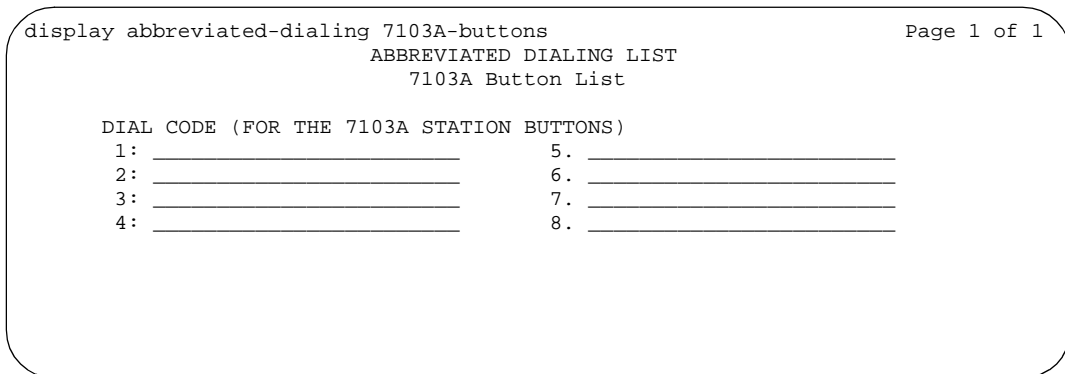 display abbreviated-dialing 7103A-buttons Page 1 of 1
ABBREVIATED DIALING LIST
7103A Button List
DIAL CODE (FOR THE 7103A STATION BUTTONS)
1: ________________________ 5. ________________________
2: ________________________ 6. ________________________
3: ________________________ 7. ________________________
4: ________________________ 8. ________________________